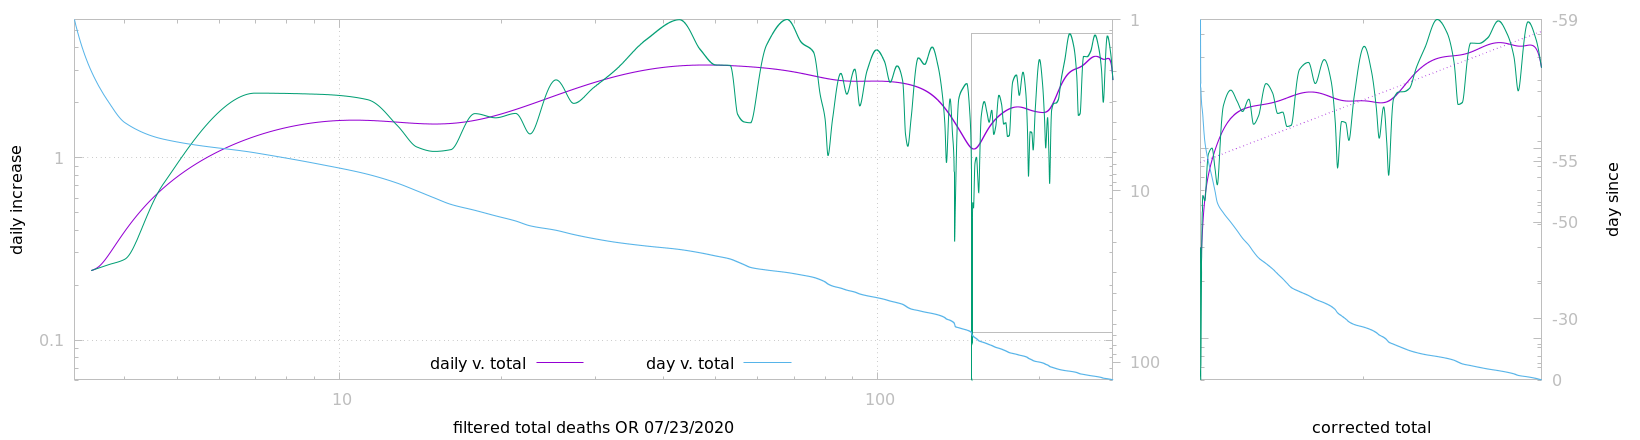 daily increase
1
0.1
10
100
1
10
100
daily v. total
day v. total
filtered total deaths OR 07/23/2020
-59
-55
-50
-30
0
day since
corrected total